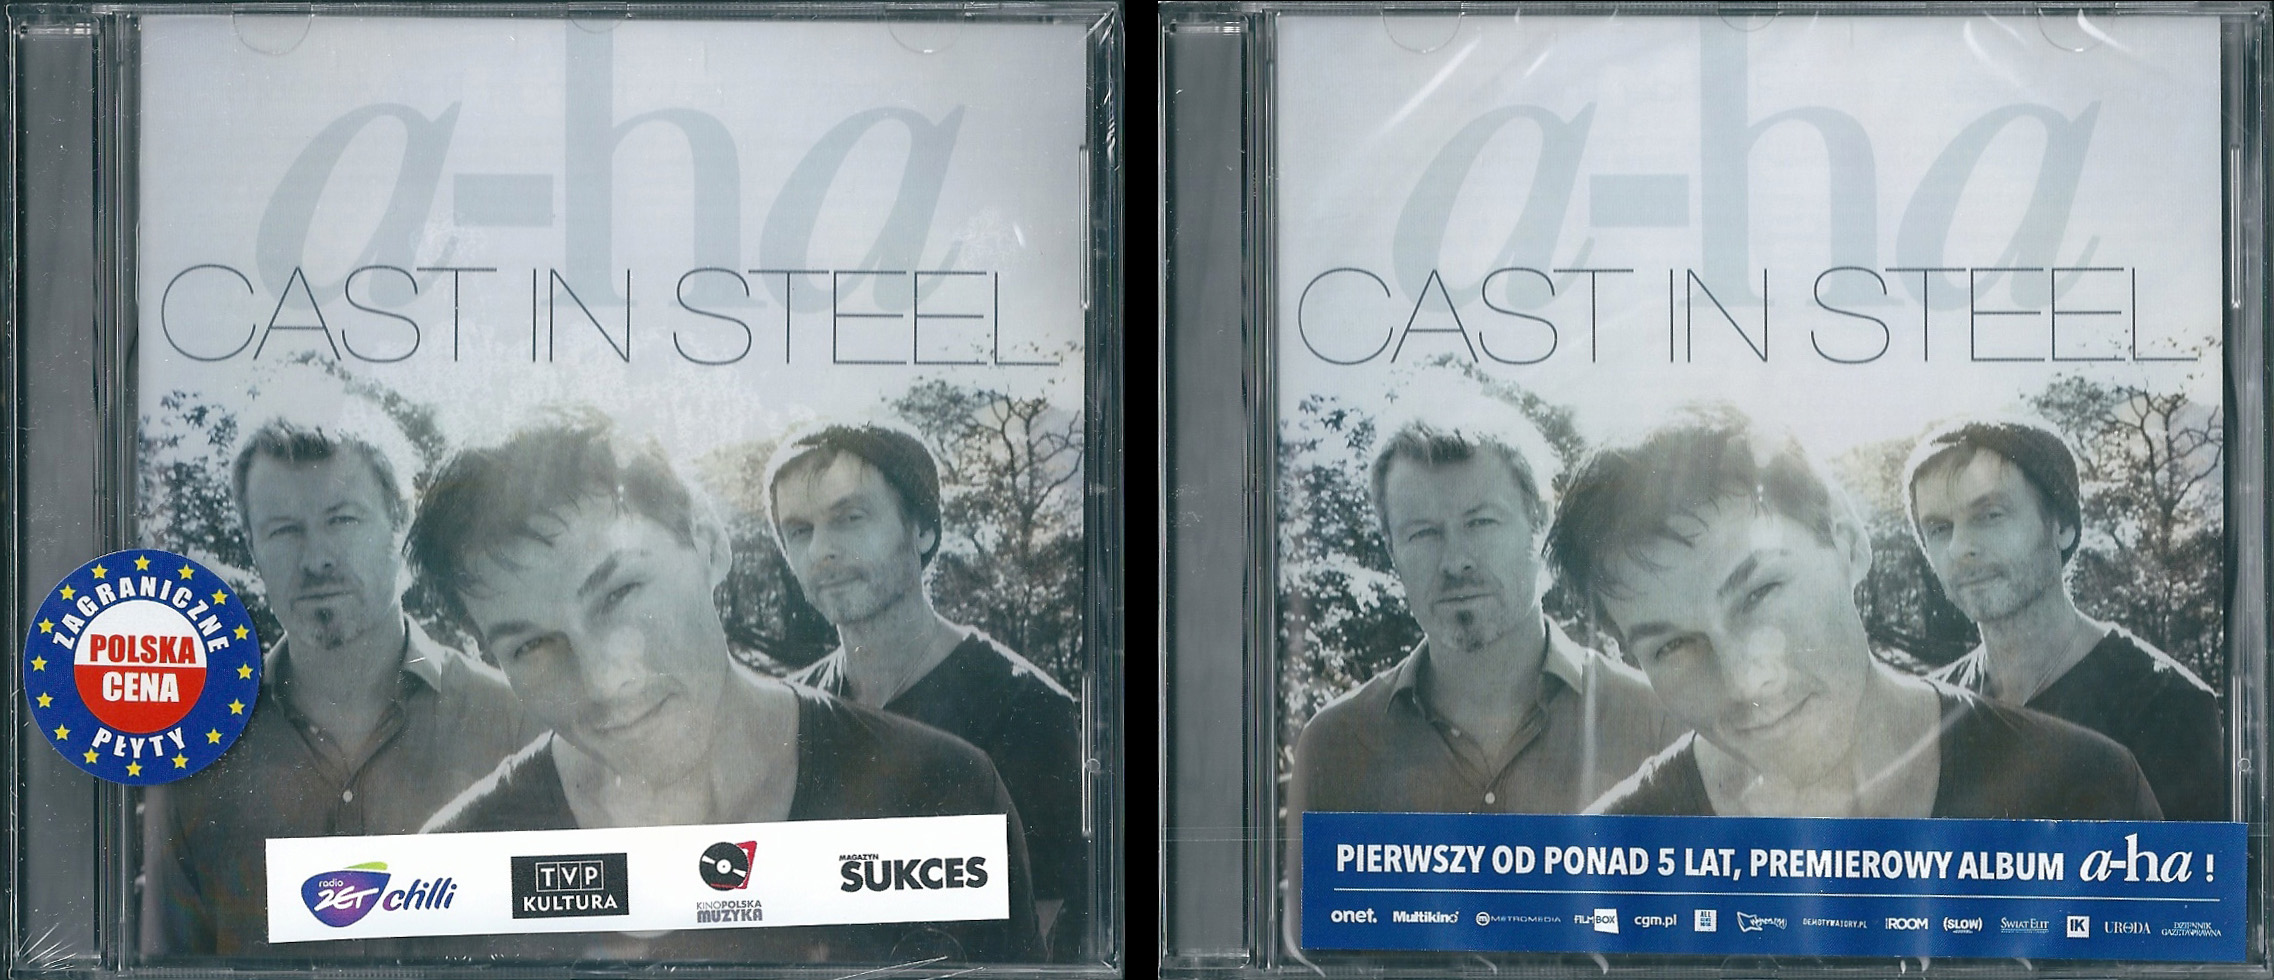 a-ha
CAST IN STEEL
ZAGRANICZNE
POLSKA
CENA
PŁYTY
radio
ZET chilli
TVP
KULTURA
KINOPOLSKA
MUZYKA
MAGAZYN
SUKCES
a-ha
CAST IN STEEL
PIERWSZY OD PONAD 5 LAT, PREMIEROWY ALBUM a-ha !
onet. Multikino METROMEDIA FILMBOX cgm.pl DEMOTYWATORY.PL ROOM (SLOW) ŚWIAT ELIT IK URODA DZIENNIK
GAZETA PRAWNA